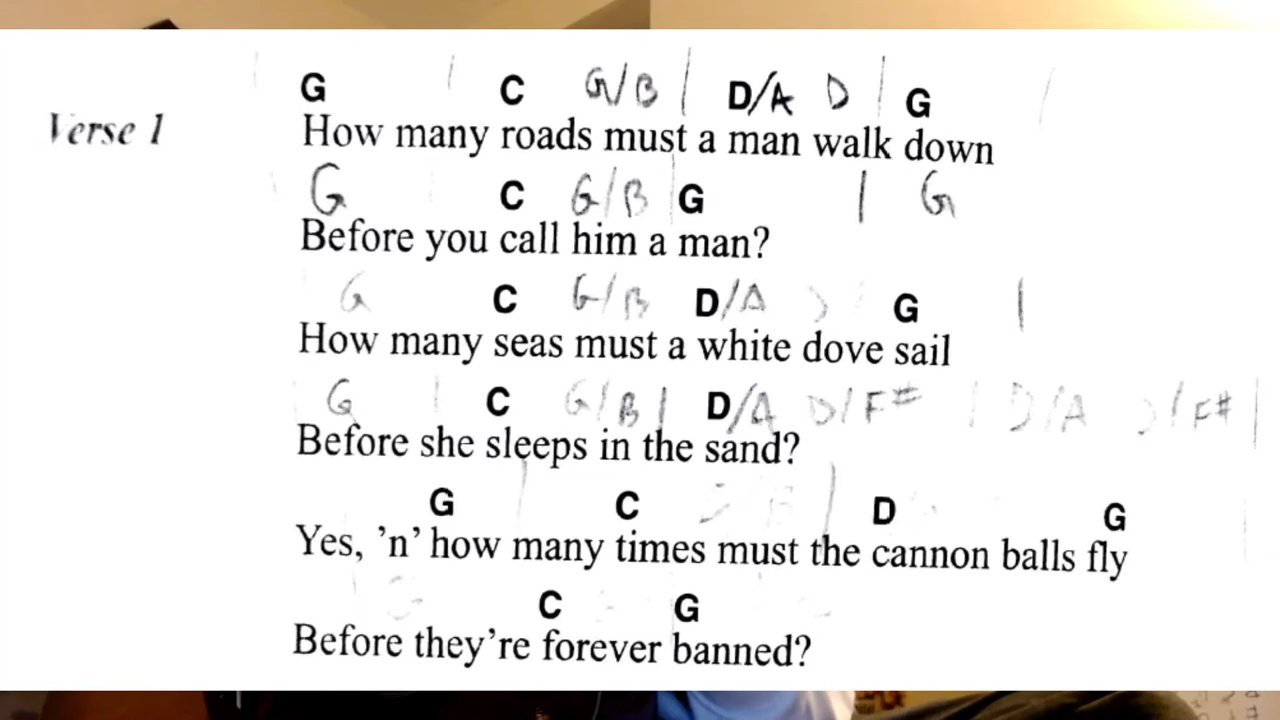 G | C G/B | D/A D | G
Verse 1 How many roads must a man walk down
G C G/B G | G
Before you call him a man?
G C G/B D/A G |
How many seas must a white dove sail
G | C G/B | D/A D/F# | D/A D/F# |
Before she sleeps in the sand?
G C D G
Yes, ’n’ how many times must the cannon balls fly
C G
Before they’re forever banned?